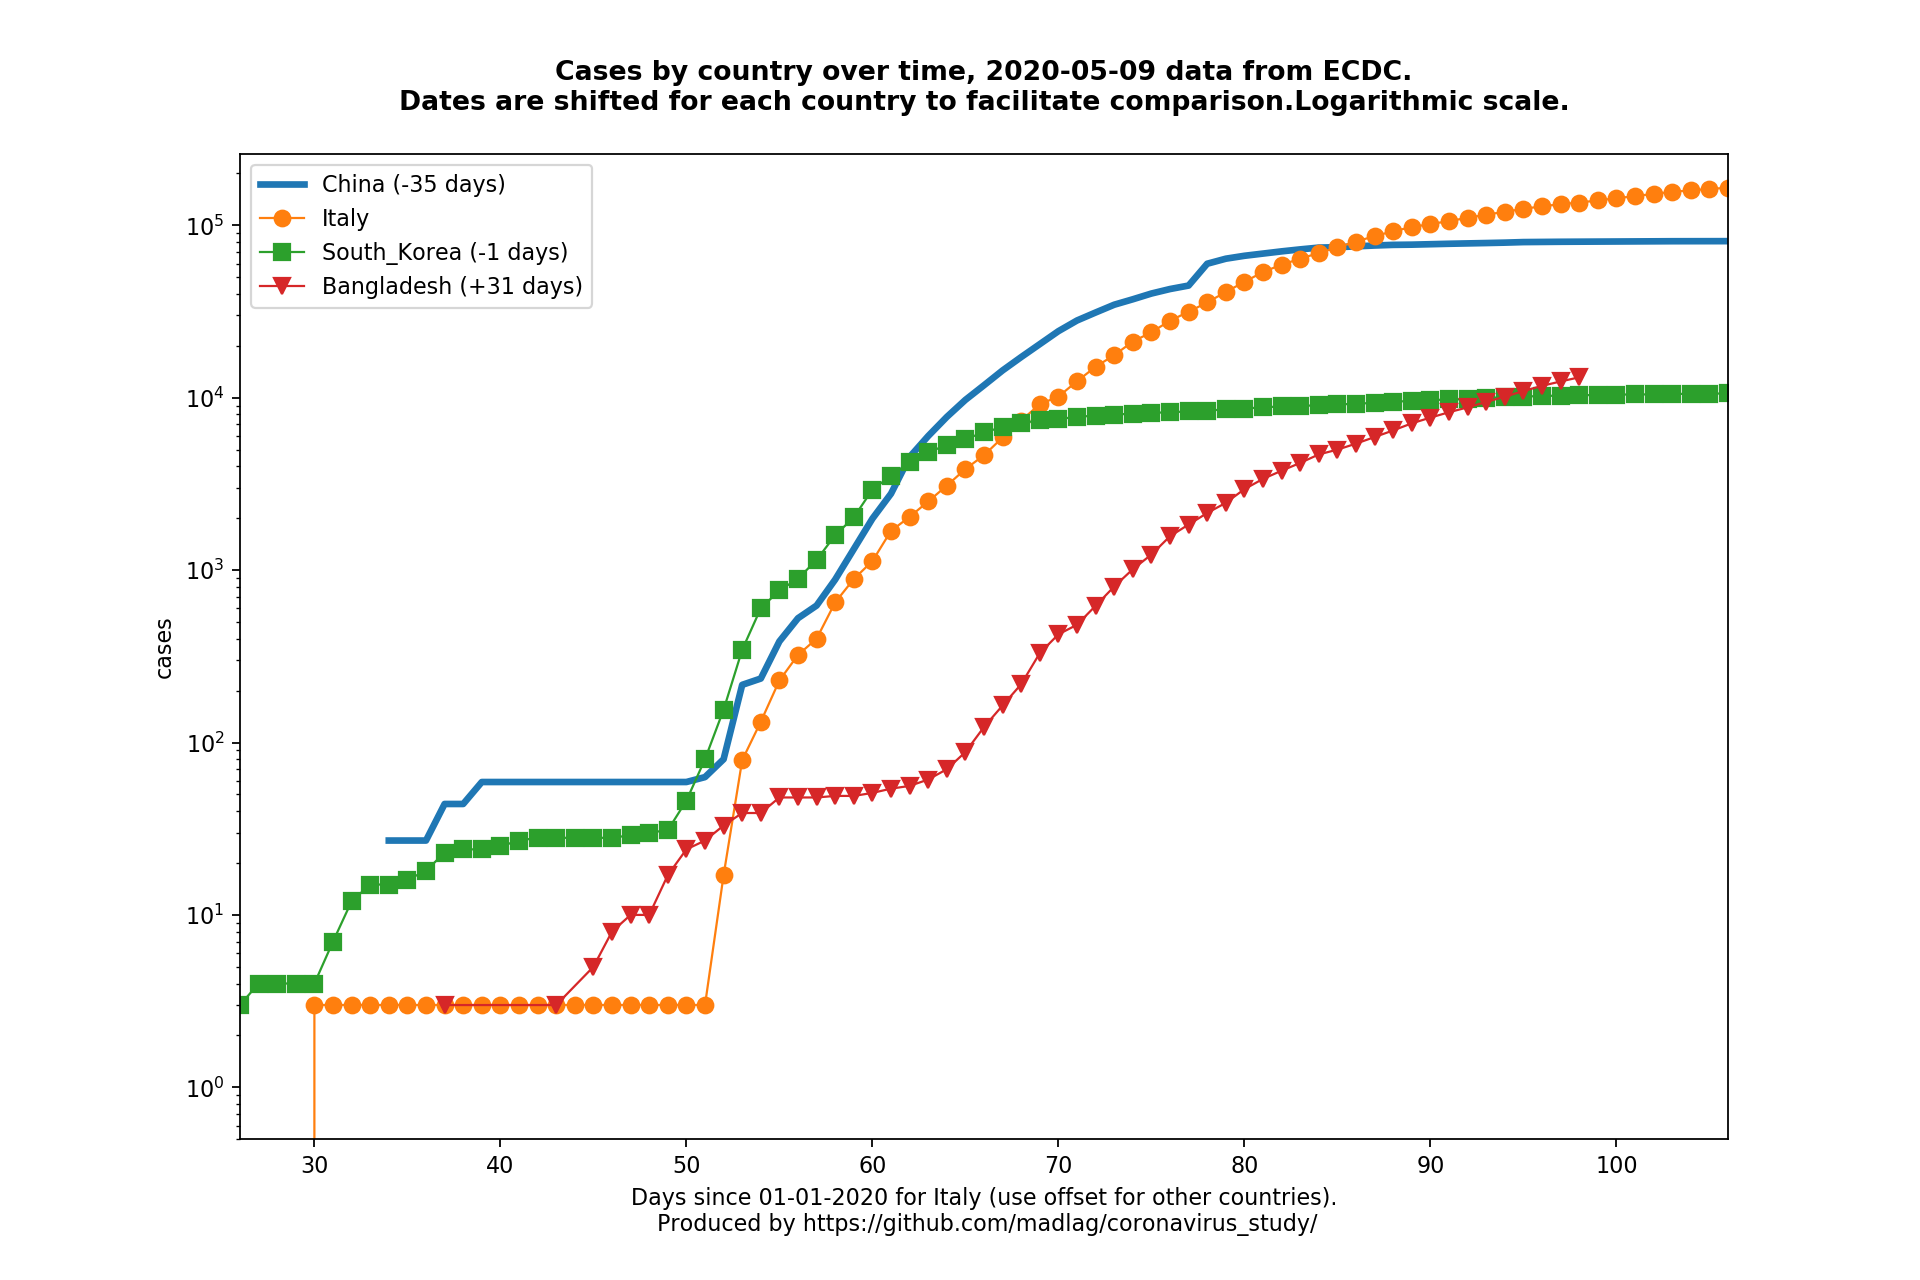 Cases by country over time, 2020-05-09 data from ECDC.
Dates are shifted for each country to facilitate comparison.Logarithmic scale.
China (-35 days)
Italy
South_Korea (-1 days)
Bangladesh (+31 days)
10^5
10^4
10^3
10^2
10^1
10^0
cases
30 40 50 60 70 80 90 100
Days since 01-01-2020 for Italy (use offset for other countries).
Produced by https://github.com/madlag/coronavirus_study/